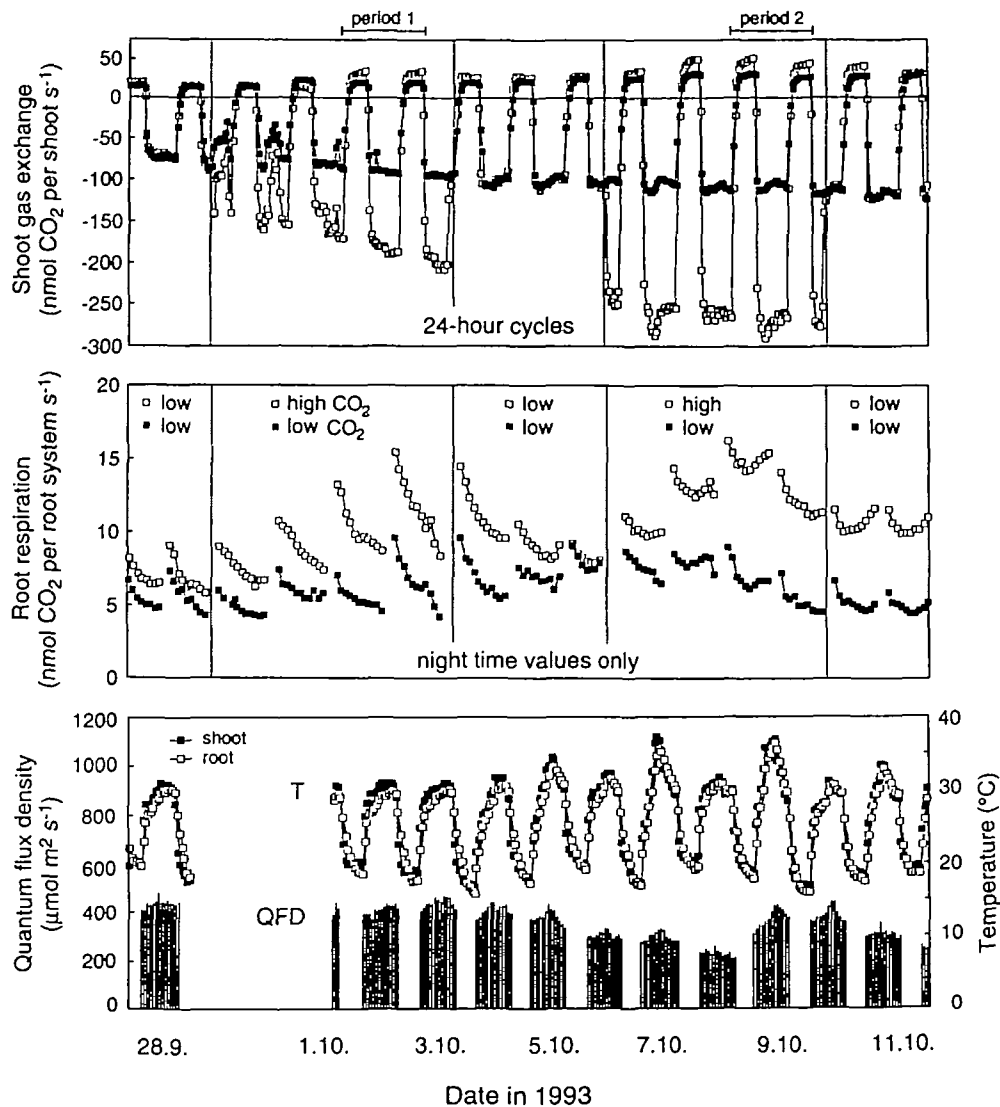 period 1
period 2
Shoot gas exchange
(nmol CO₂ per shoot s⁻¹)
50
0
-50
-100
-150
-200
-250
-300
24-hour cycles
Root respiration
(nmol CO₂ per root system s⁻¹)
20
15
10
5
0
low
low
high CO₂
low CO₂
low
low
high
low
low
low
night time values only
Quantum flux density
(µmol m² s⁻¹)
1200
1000
800
600
400
200
0
shoot
root
T
QFD
40
30
20
10
0
Temperature (°C)
28.9.
1.10.
3.10.
5.10.
7.10.
9.10.
11.10.
Date in 1993